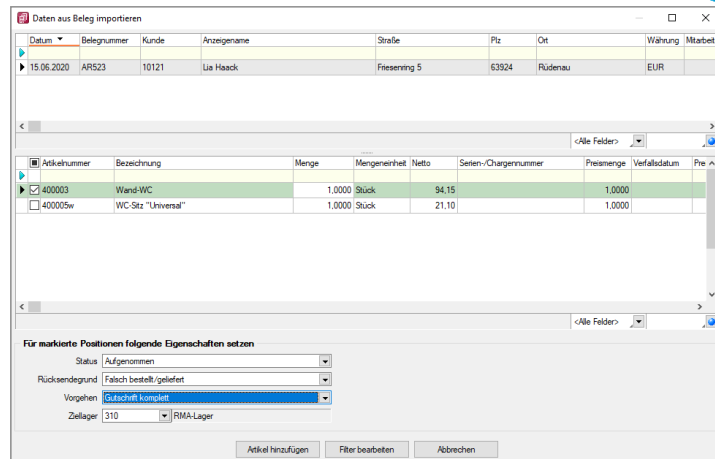 Daten aus Beleg importieren
Datum Belegnummer Kunde Anzeigename Straße Plz Ort Währung Mitarbeit
15.06.2020 AR523 10121 Lia Haack Friesenring 5 63924 Rüdenau EUR
<Alle Felder>
Artikelnummer Bezeichnung Menge Mengeneinheit Netto Serien-/Chargennummer Preismenge Verfallsdatum Pre
400003 Wand-WC 1,0000 Stück 94,15 1,0000
400005w WC-Sitz "Universal" 1,0000 Stück 21,10 1,0000
<Alle Felder>
Für markierte Positionen folgende Eigenschaften setzen
Status Aufgenommen
Rücksendegrund Falsch bestellt/geliefert
Vorgehen Gutschrift komplett
Ziellager 310 RMA-Lager
Artikel hinzufügen Filter bearbeiten Abbrechen